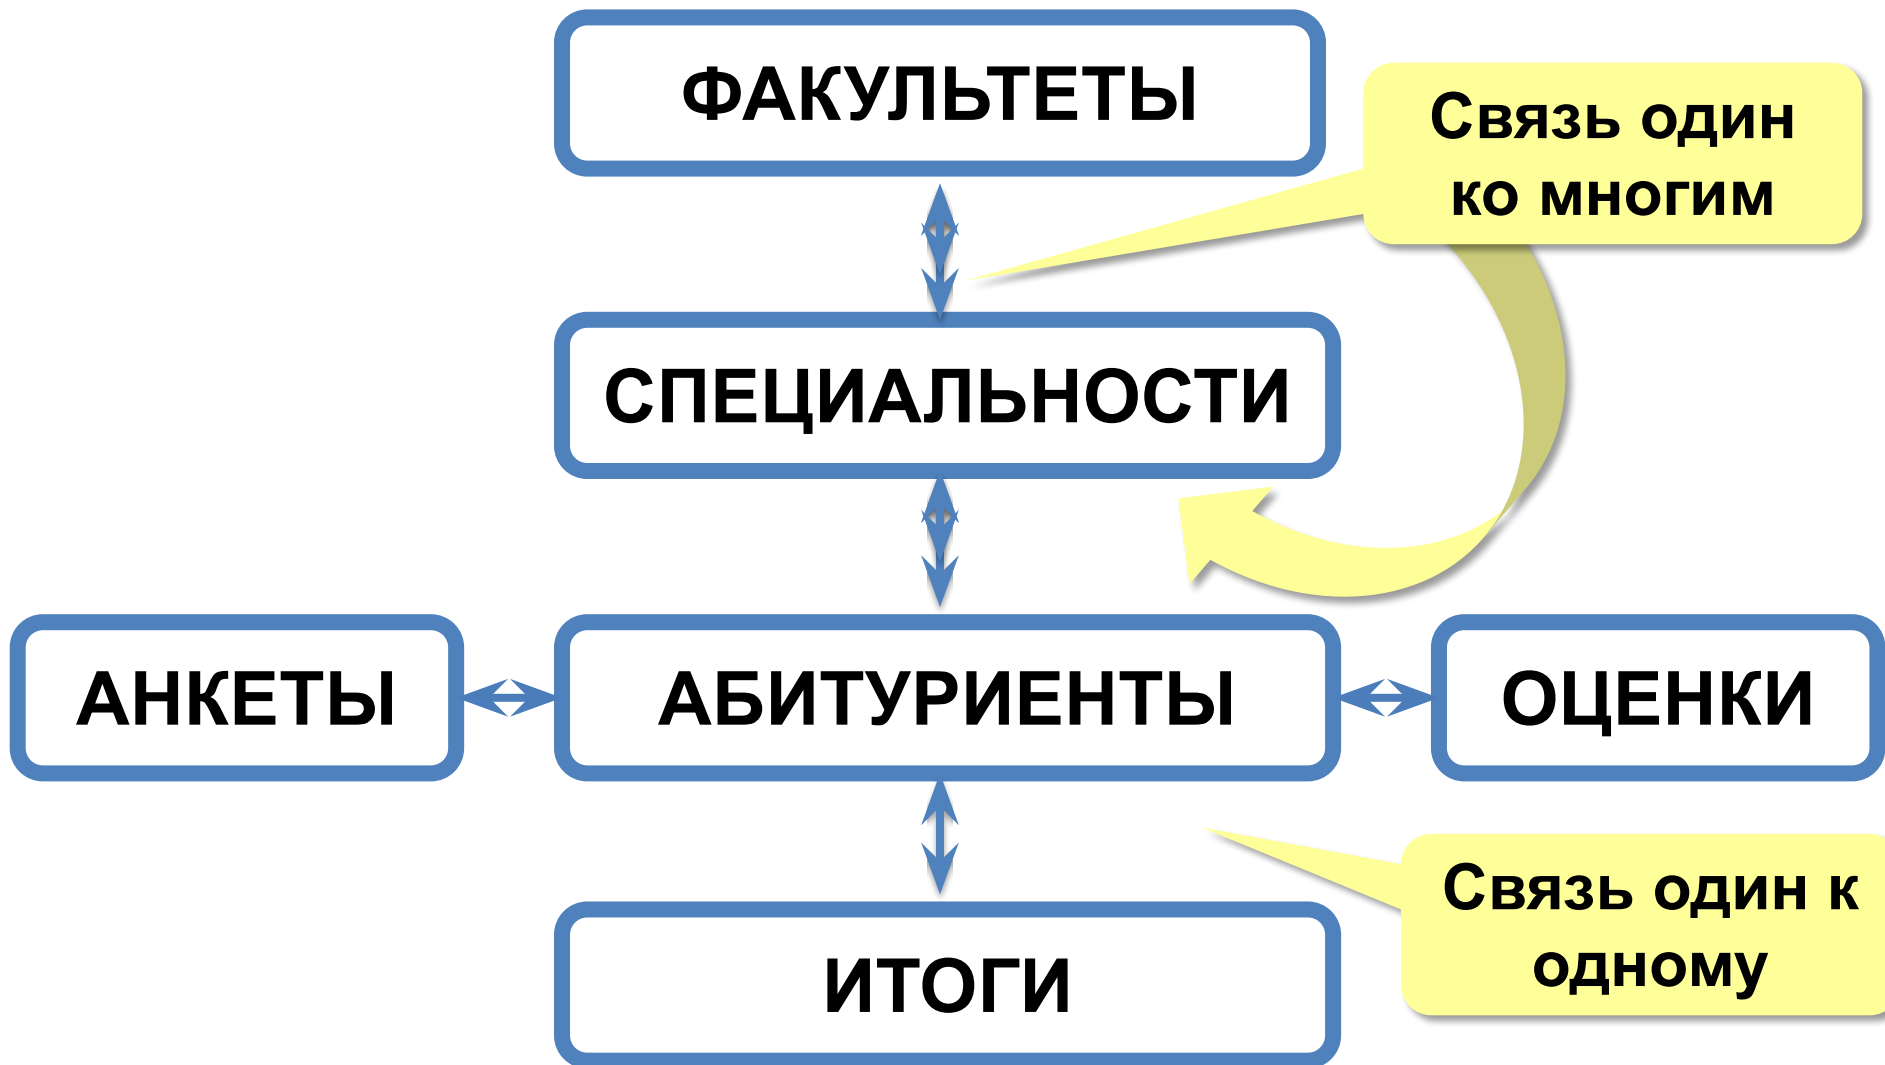 ФАКУЛЬТЕТЫ
Связь один
ко многим
СПЕЦИАЛЬНОСТИ
АНКЕТЫ
АБИТУРИЕНТЫ
ОЦЕНКИ
Связь один к
одному
ИТОГИ